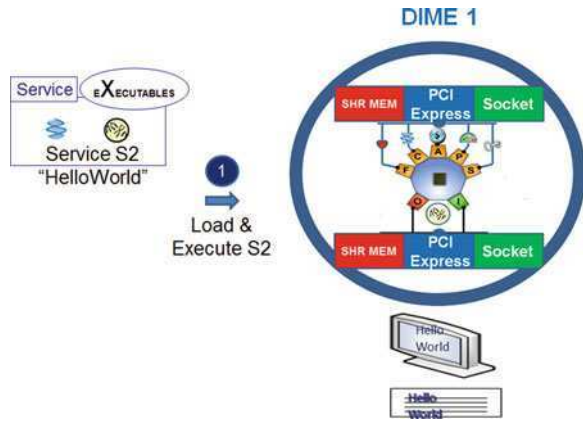 DIME 1
Service
eXECUTABLES
Service S2
“HelloWorld”
1
Load &
Execute S2
SHR MEM
PCI
Express
Socket
F
C
A
P
S
O
I
SHR MEM
PCI
Express
Socket
Hello
World
Hello
World